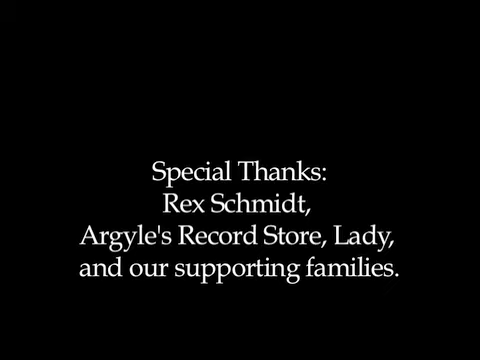 Special Thanks:
Rex Schmidt,
Argyle's Record Store, Lady,
and our supporting families.